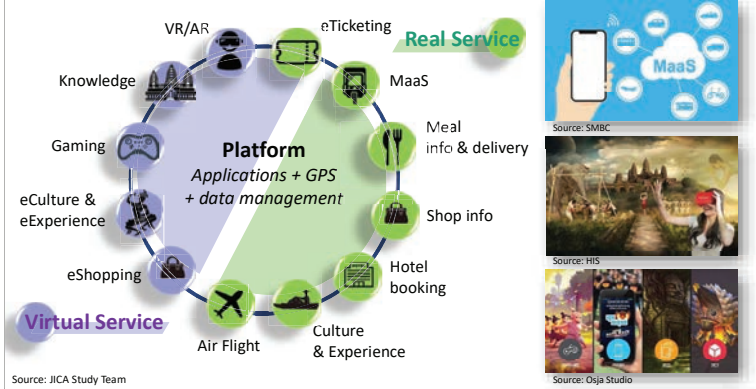 VR/AR
eTicketing
Real Service
Knowledge
MaaS
Gaming
Platform
Applications + GPS
+ data management
Meal
info & delivery
eCulture &
eExperience
Shop info
eShopping
Hotel
booking
Virtual Service
Air Flight
Culture
& Experience
Source: JICA Study Team
MaaS
Source: SMBC
Source: HIS
Source: Osja Studio